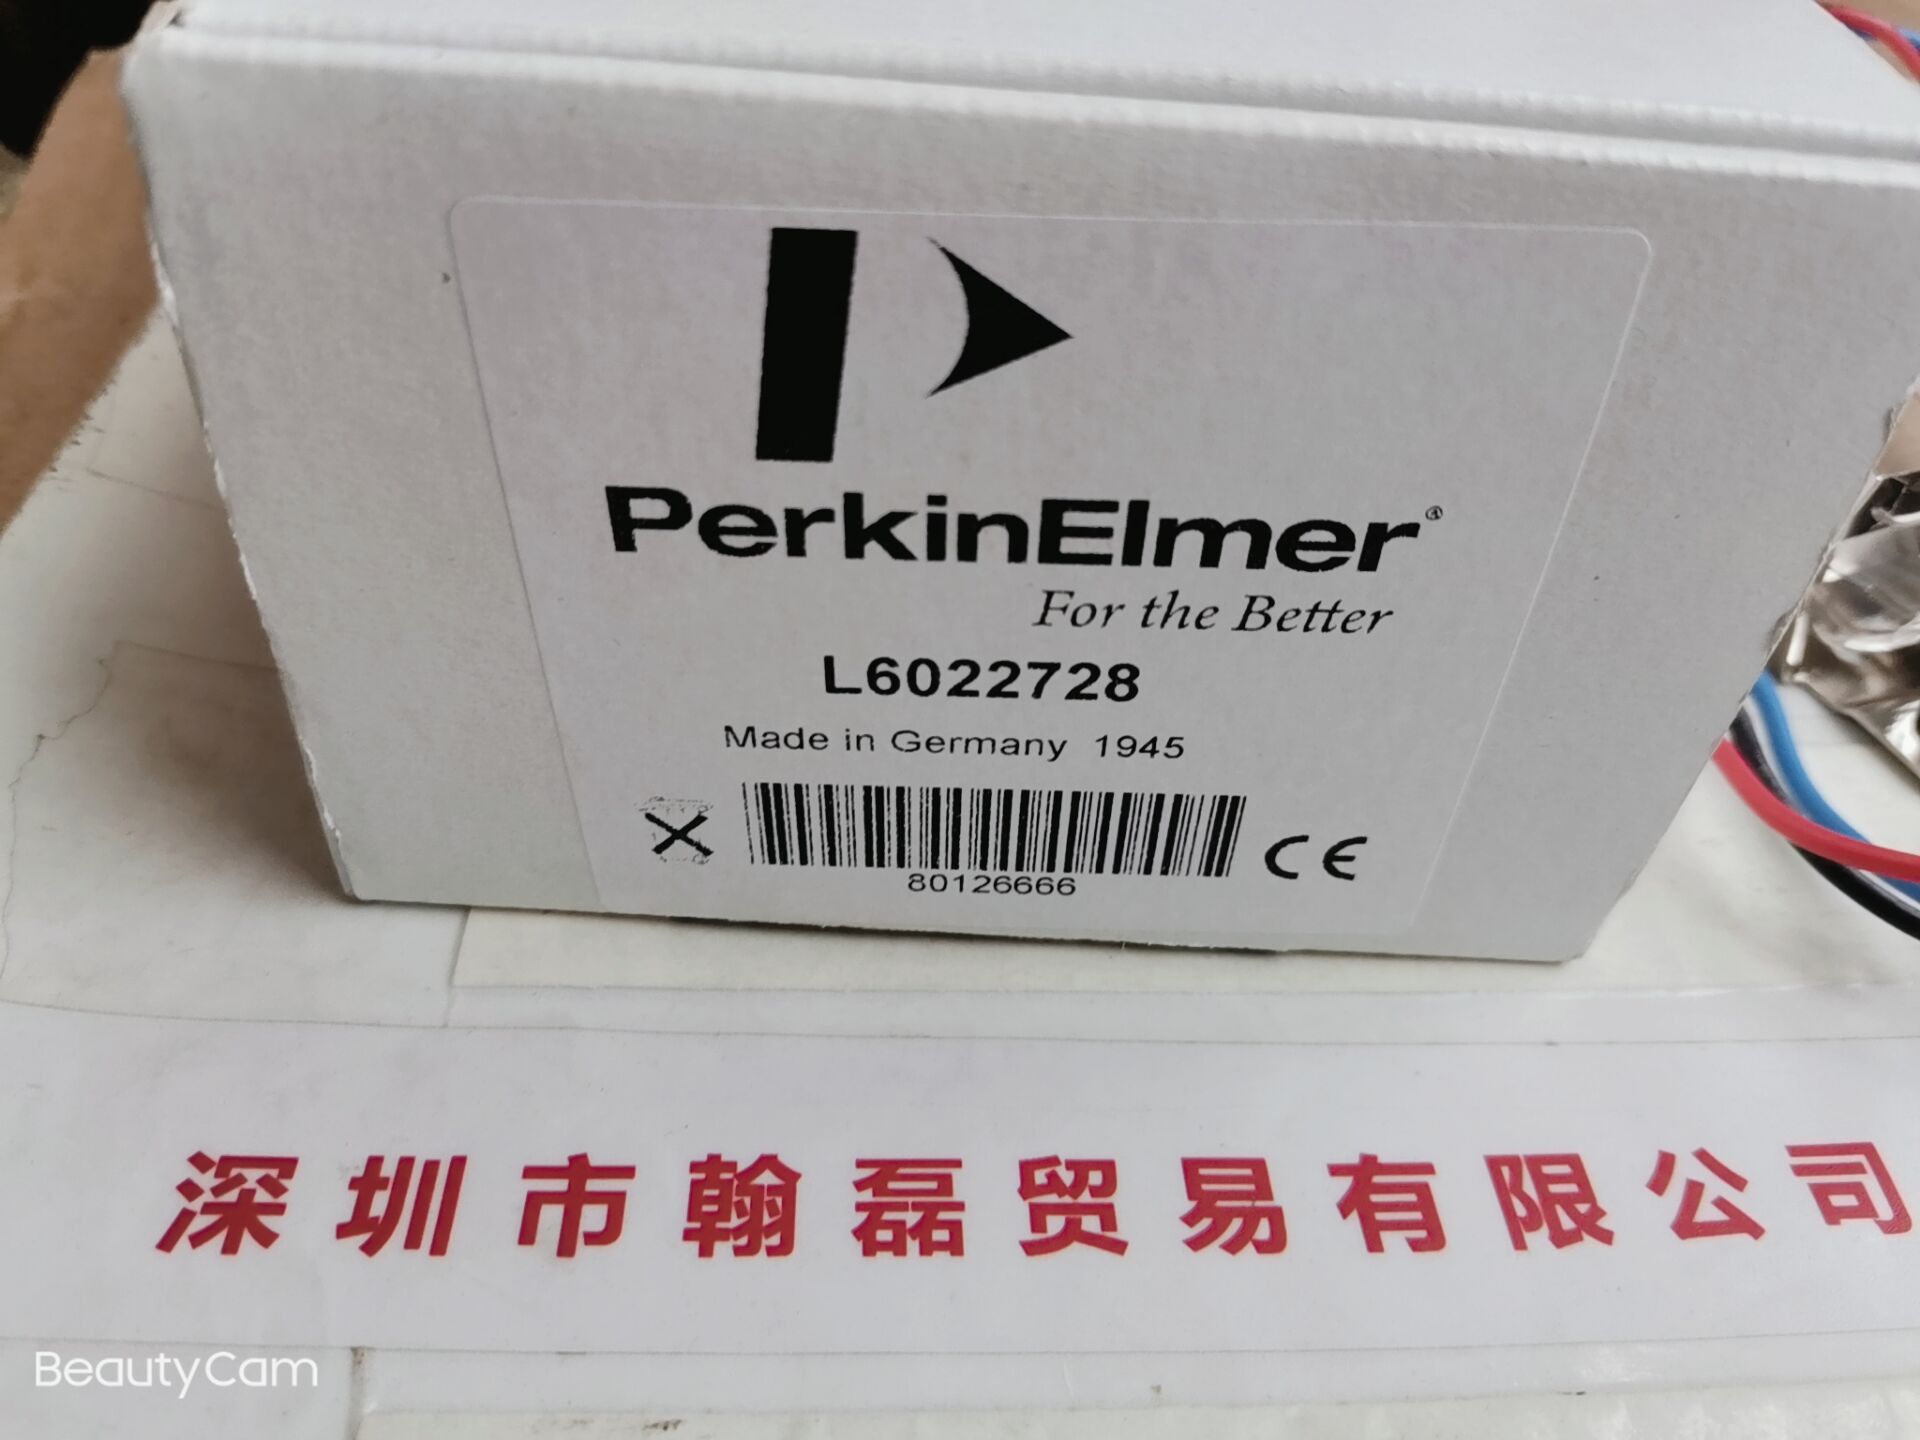 PerkinElmer®
For the Better
L6022728
Made in Germany 1945
80126666
CE
深圳市翰磊贸易有限公司
BeautyCam